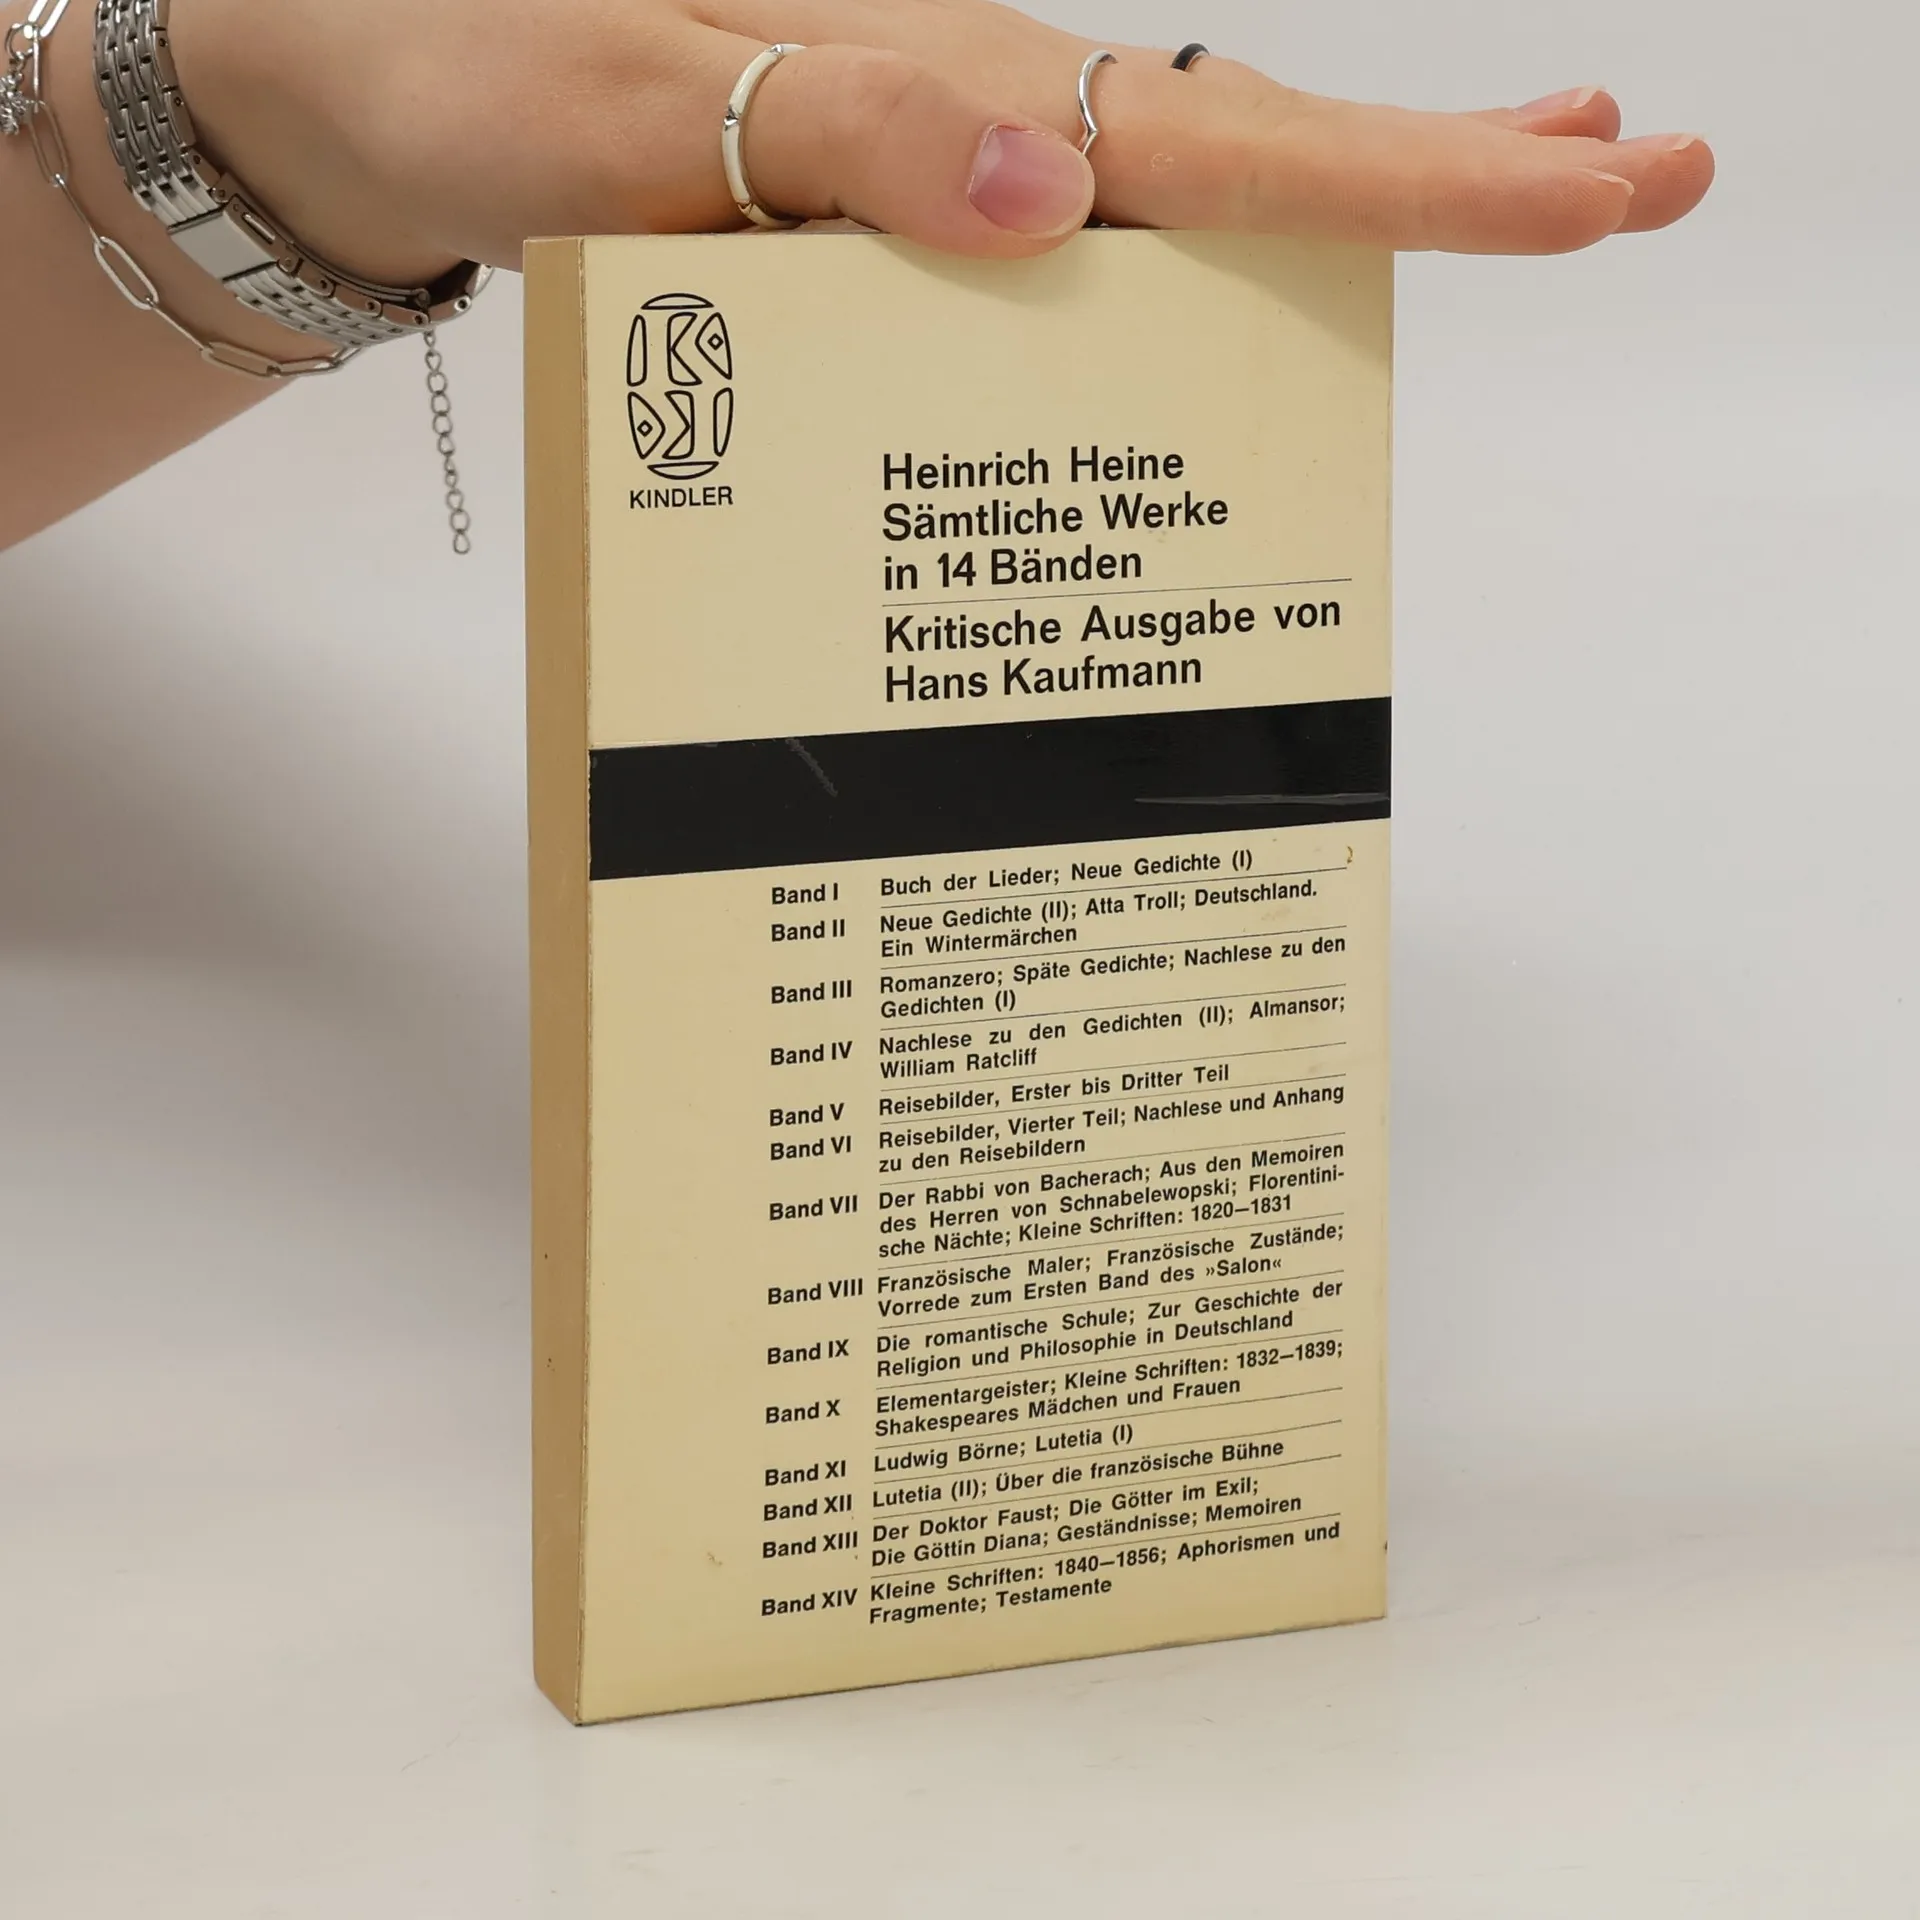 KINDLER
Heinrich Heine
Sämtliche Werke
in 14 Bänden
Kritische Ausgabe von
Hans Kaufmann
Band I Buch der Lieder; Neue Gedichte (I)
Band II Neue Gedichte (II); Atta Troll; Deutschland.
Ein Wintermärchen
Band III Romanzero; Späte Gedichte; Nachlese zu den
Gedichten (I)
Band IV Nachlese zu den Gedichten (II); Almansor;
William Ratcliff
Band V Reisebilder, Erster bis Dritter Teil
Band VI Reisebilder, Vierter Teil; Nachlese und Anhang
zu den Reisebildern
Band VII Der Rabbi von Bacherach; Aus den Memoiren
des Herren von Schnabelewopski; Florentini-
sche Nächte; Kleine Schriften: 1820–1831
Band VIII Französische Maler; Französische Zustände;
Vorrede zum Ersten Band des »Salon«
Band IX Die romantische Schule; Zur Geschichte der
Religion und Philosophie in Deutschland
Band X Elementargeister; Kleine Schriften: 1832–1839;
Shakespeares Mädchen und Frauen
Band XI Ludwig Börne; Lutetia (I)
Band XII Lutetia (II); Über die französische Bühne
Band XIII Der Doktor Faust; Die Götter im Exil;
Die Göttin Diana; Geständnisse; Memoiren
Band XIV Kleine Schriften: 1840–1856; Aphorismen und
Fragmente; Testamente